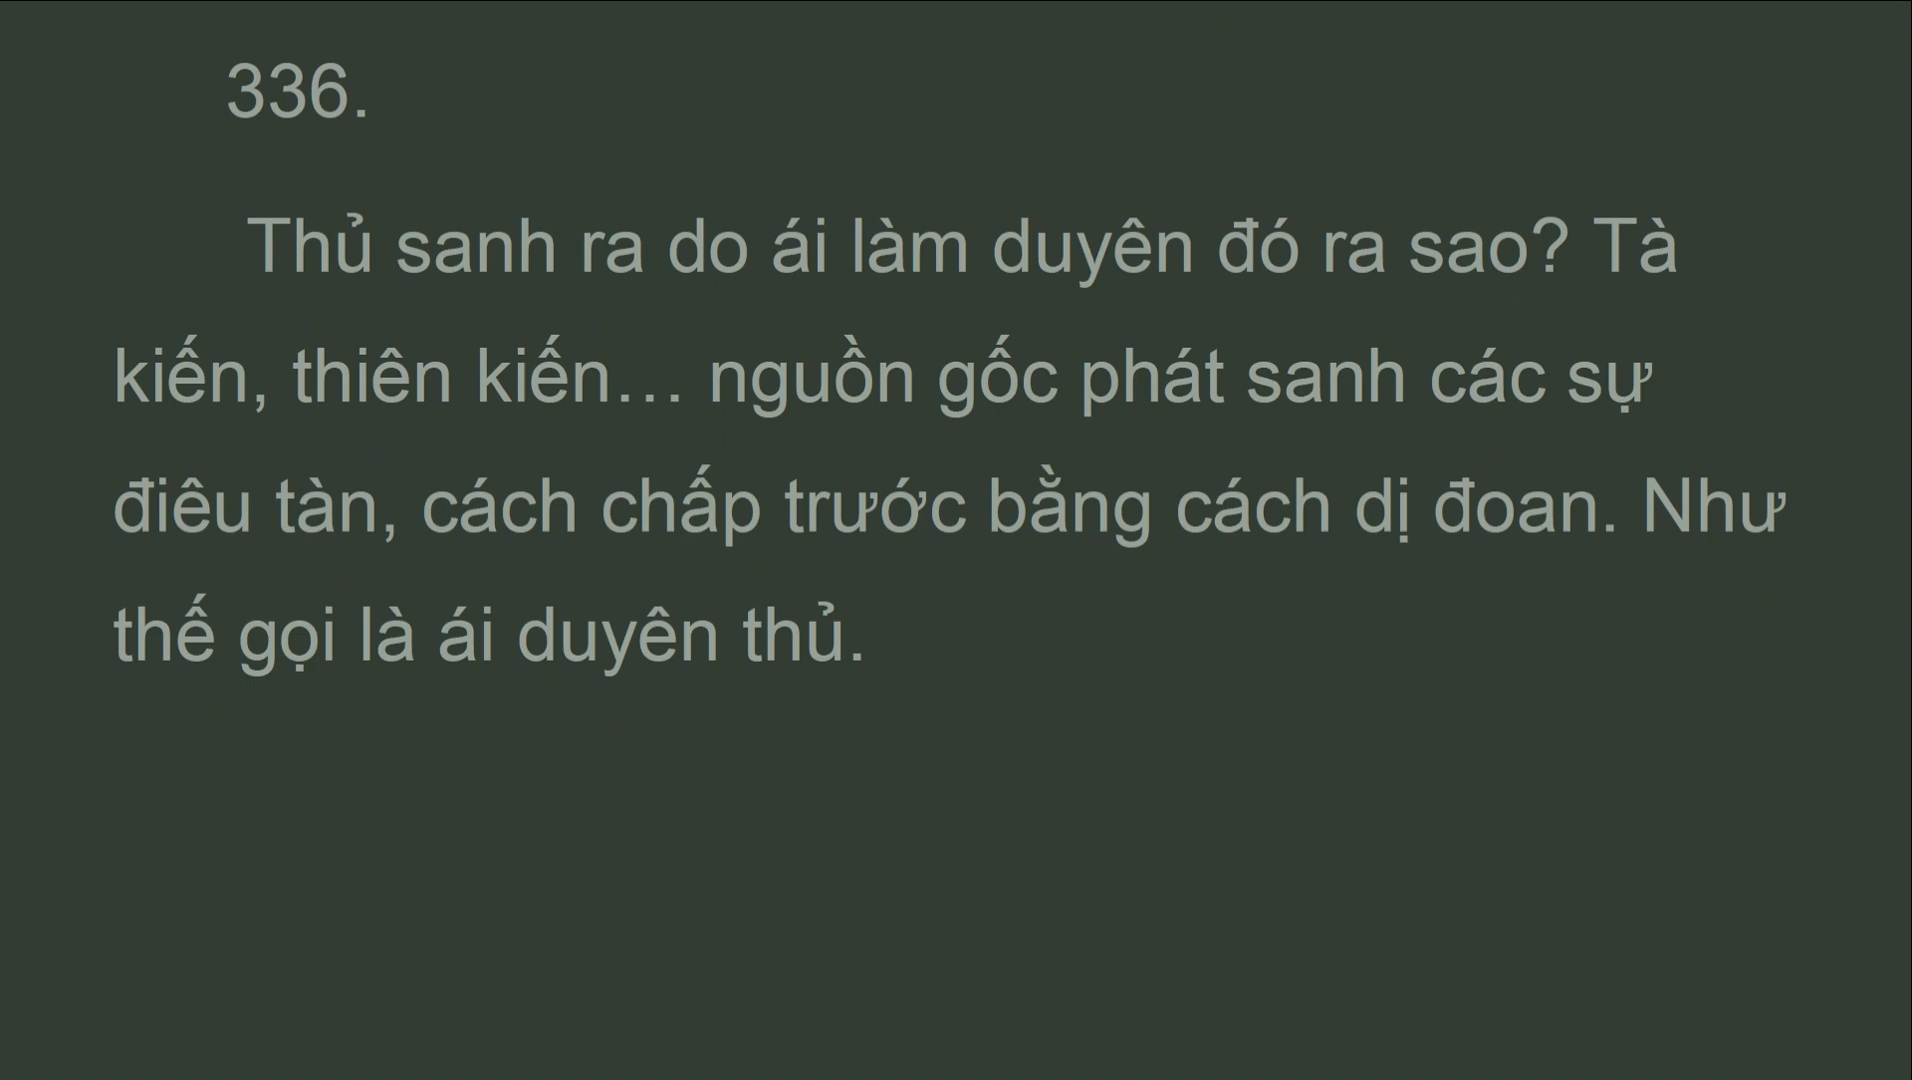 336.
Thủ sanh ra do ái làm duyên đó ra sao? Tà
kiến, thiên kiến… nguồn gốc phát sanh các sự
điêu tàn, cách chấp trước bằng cách dị đoan. Như
thế gọi là ái duyên thủ.